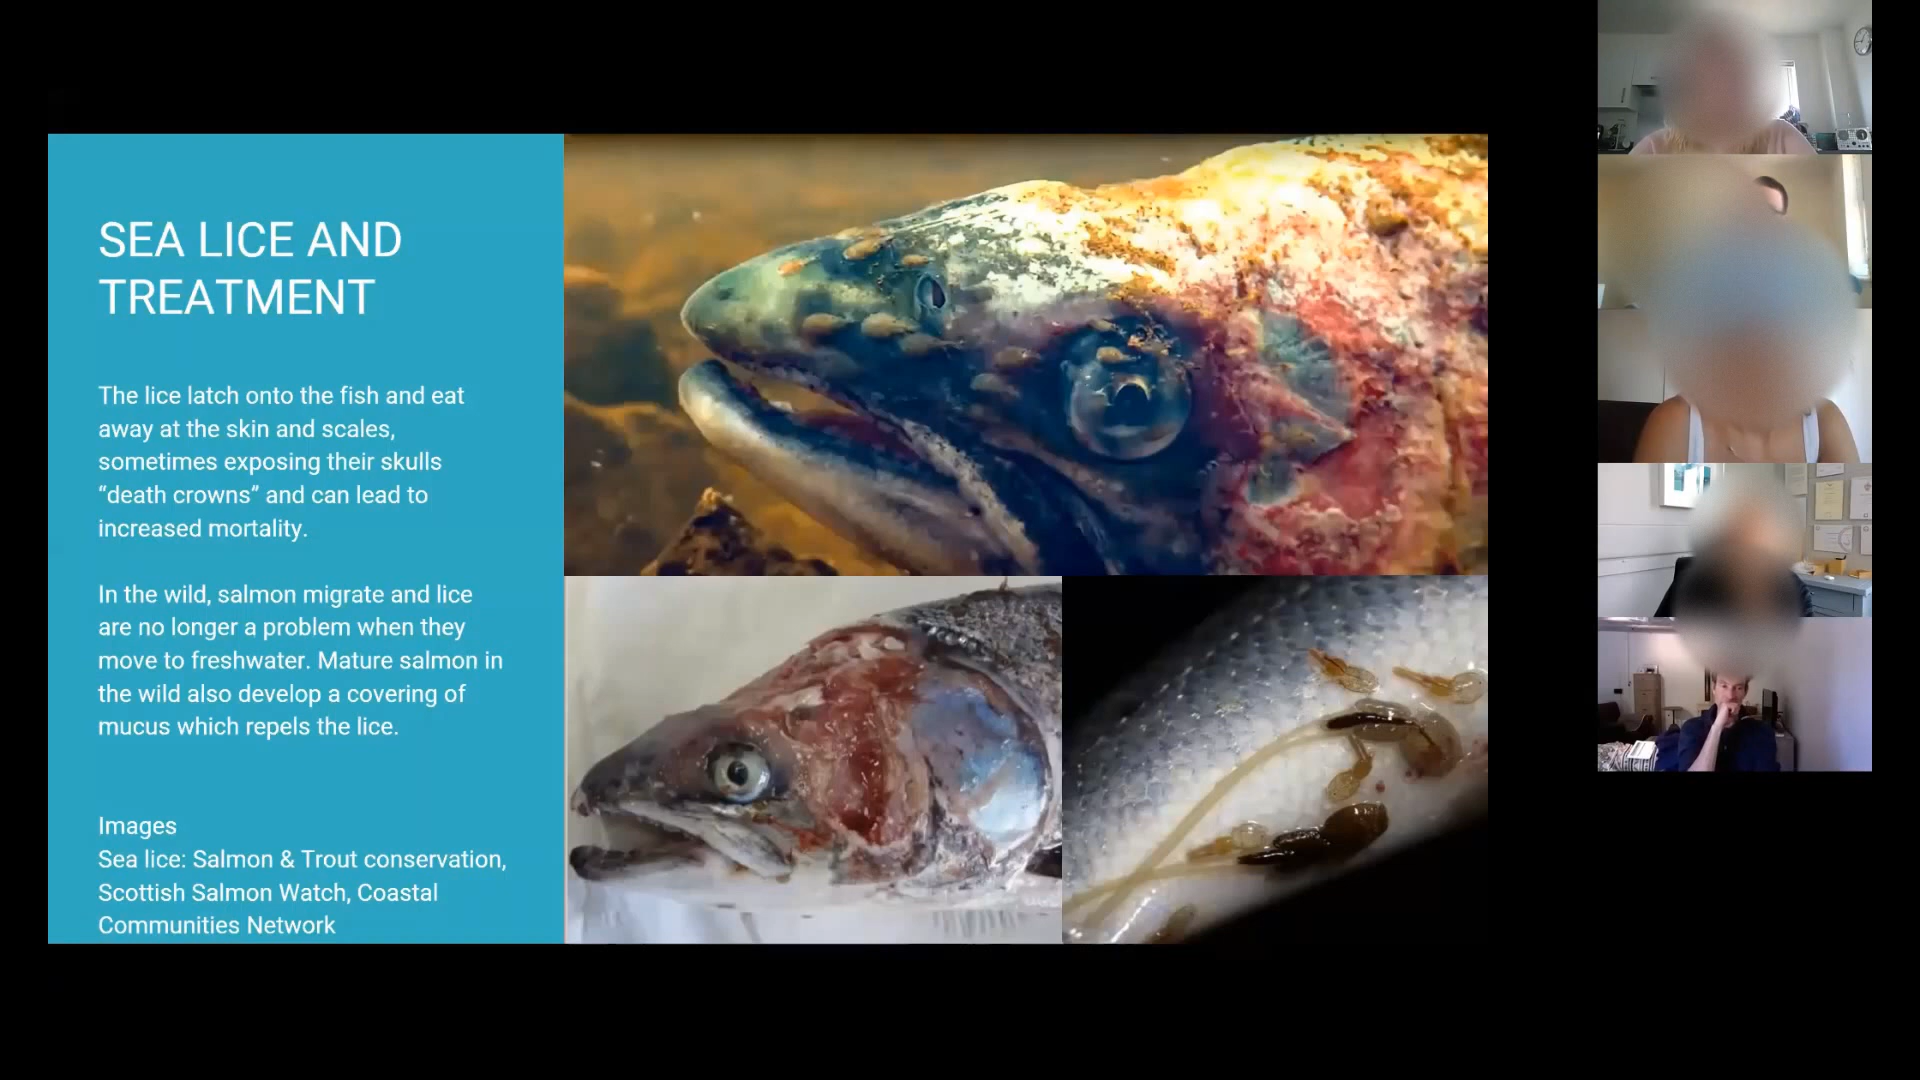 SEA LICE AND
TREATMENT
The lice latch onto the fish and eat
away at the skin and scales,
sometimes exposing their skulls
“death crowns” and can lead to
increased mortality.
In the wild, salmon migrate and lice
are no longer a problem when they
move to freshwater. Mature salmon in
the wild also develop a covering of
mucus which repels the lice.
Images
Sea lice: Salmon & Trout conservation,
Scottish Salmon Watch, Coastal
Communities Network